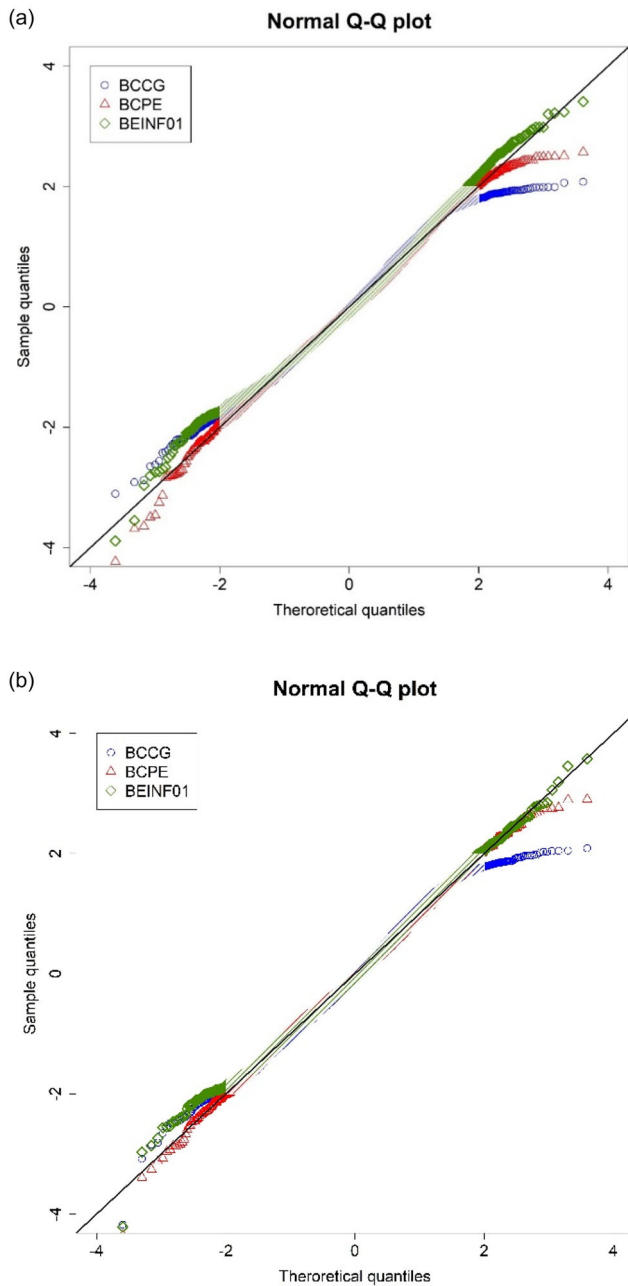 (a)
Normal Q-Q plot
4
BCCG
BCPE
BEINF01
2
Sample quantiles
0
-2
-4
-4 -2 0 2 4
Theroretical quantiles
(b)
Normal Q-Q plot
4
BCCG
BCPE
BEINF01
2
Sample quantiles
0
-2
-4
-4 -2 0 2 4
Theroretical quantiles